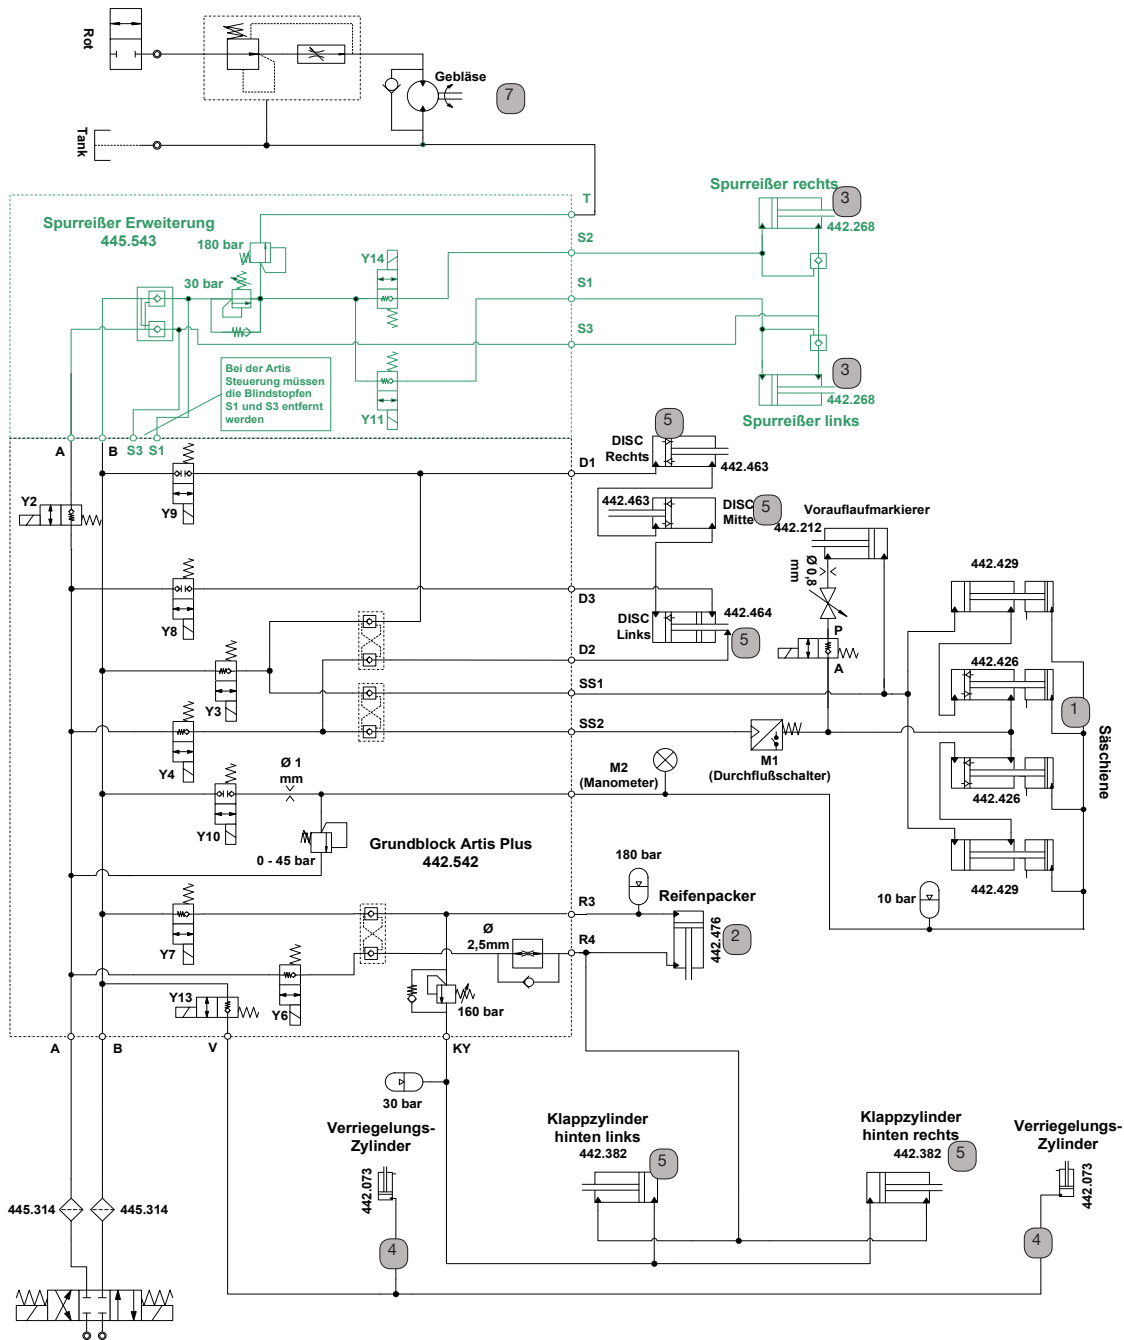 Rot
Gebläse
7
Tank
T
Spurreißer rechts
3
442.268
Spurreißer Erweiterung
445.543
180 bar
S2
Y14
30 bar
S1
S3
Bei der Artis
Steuerung müssen
die Blindstopfen
S1 und S3 entfernt
werden
Y11
3
442.268
Spurreißer links
A
B
S3
S1
5
DISC
Rechts
D1
442.463
Y2
Y9
442.463
DISC
Mitte
5
Vorauflaufmarkierer
442.212
Ø 0,8
mm
442.429
D3
Y8
442.464
DISC
Links
5
P
A
D2
442.426
Y3
SS1
1
Säschiene
SS2
Y4
M1
(Durchflußschalter)
Ø 1
mm
M2
(Manometer)
442.426
Y10
0 - 45 bar
Grundblock Artis Plus
442.542
442.429
180 bar
Reifenpacker
10 bar
R3
442.476
2
Ø
2,5mm
R4
Y7
Y13
Y6
160 bar
A
B
V
KY
30 bar
Verriegelungs-
Zylinder
442.073
Klappzylinder
hinten links
442.382
5
Klappzylinder
hinten rechts
442.382
5
Verriegelungs-
Zylinder
442.073
445.314
445.314
4
4